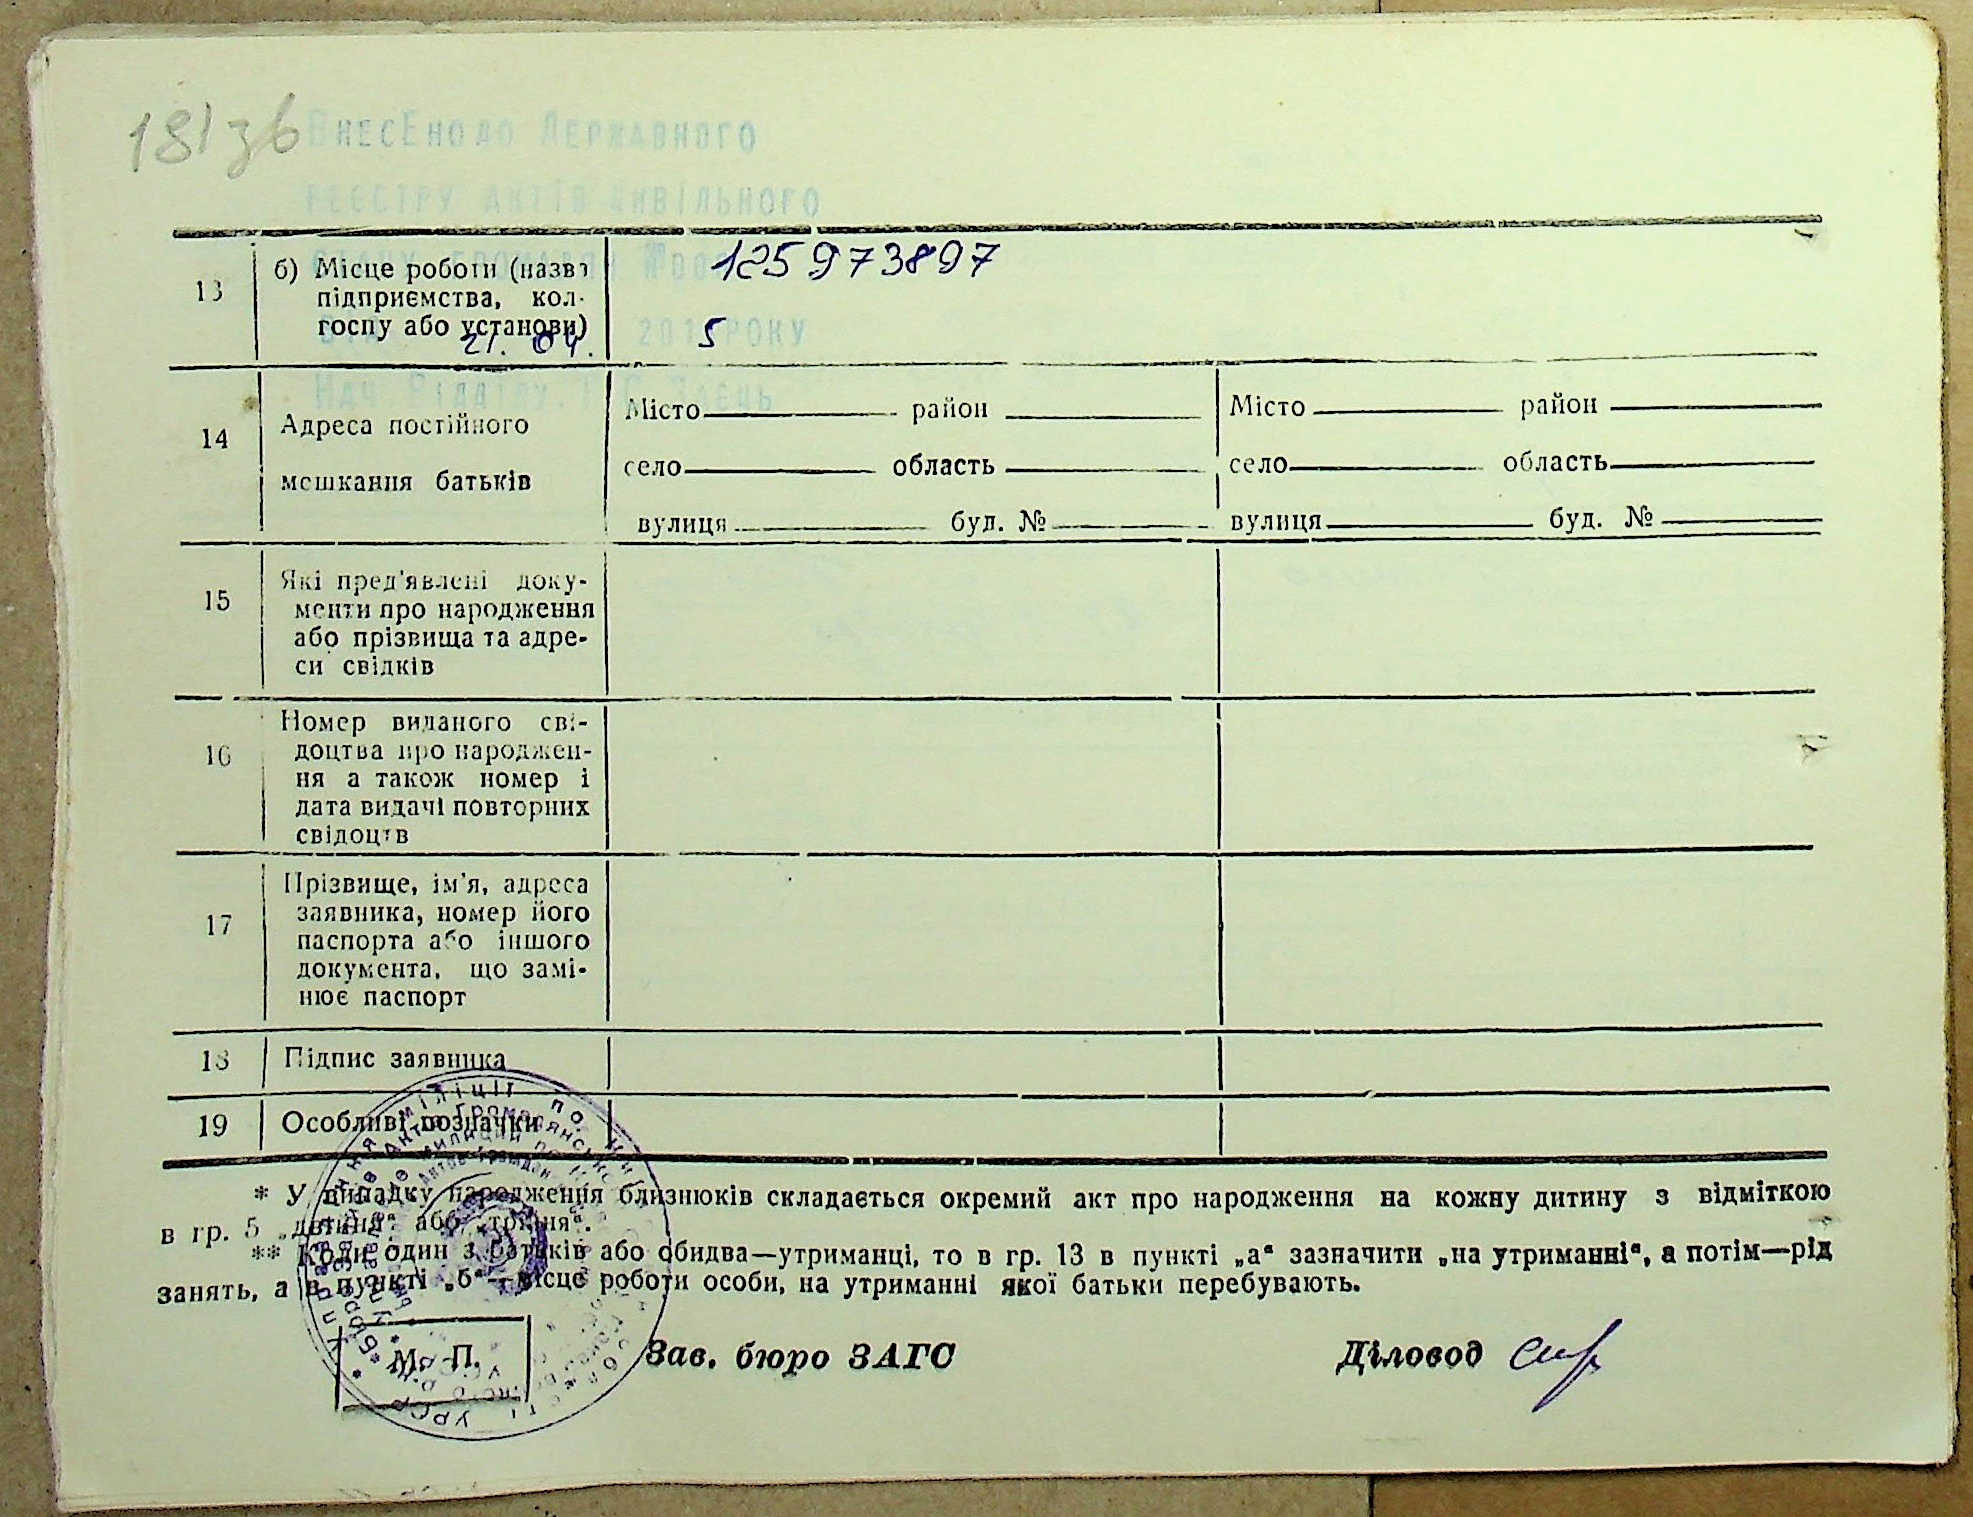 181 зв
ВнесЕно до Державного
реєстру актів цивільного
125973897
13
б) Місце роботи (назва
підприємства, кол-
госпу або установи)
21. 04. 2015 року
14
Адреса постійного
мешкання батьків
Місто район
село область
вулиця буд. №
Місто район
село область
вулиця буд. №
15
Які пред'явлені доку-
менти про народження
або прізвища та адре-
си свідків
16
Номер виданого сві-
доцтва про народжен-
ня а також номер і
дата видачі повторних
свідоцтв
17
Прізвище, ім'я, адреса
заявника, номер його
паспорта або іншого
документа, що замі-
нює паспорт
18 Підпис заявника
19 Особливі позначки
* У випадку народження близнюків складається окремий акт про народження на кожну дитину з відміткою
в гр. 5 „двійня“ або „трійня“.
** Коли один з батьків або обидва—утриманці, то в гр. 13 в пункті „а“ зазначити „на утриманні“, а потім—рід
занять, а в пункті „б“—місце роботи особи, на утриманні якої батьки перебувають.
М. П.
Зав. бюро ЗАГС
Діловод